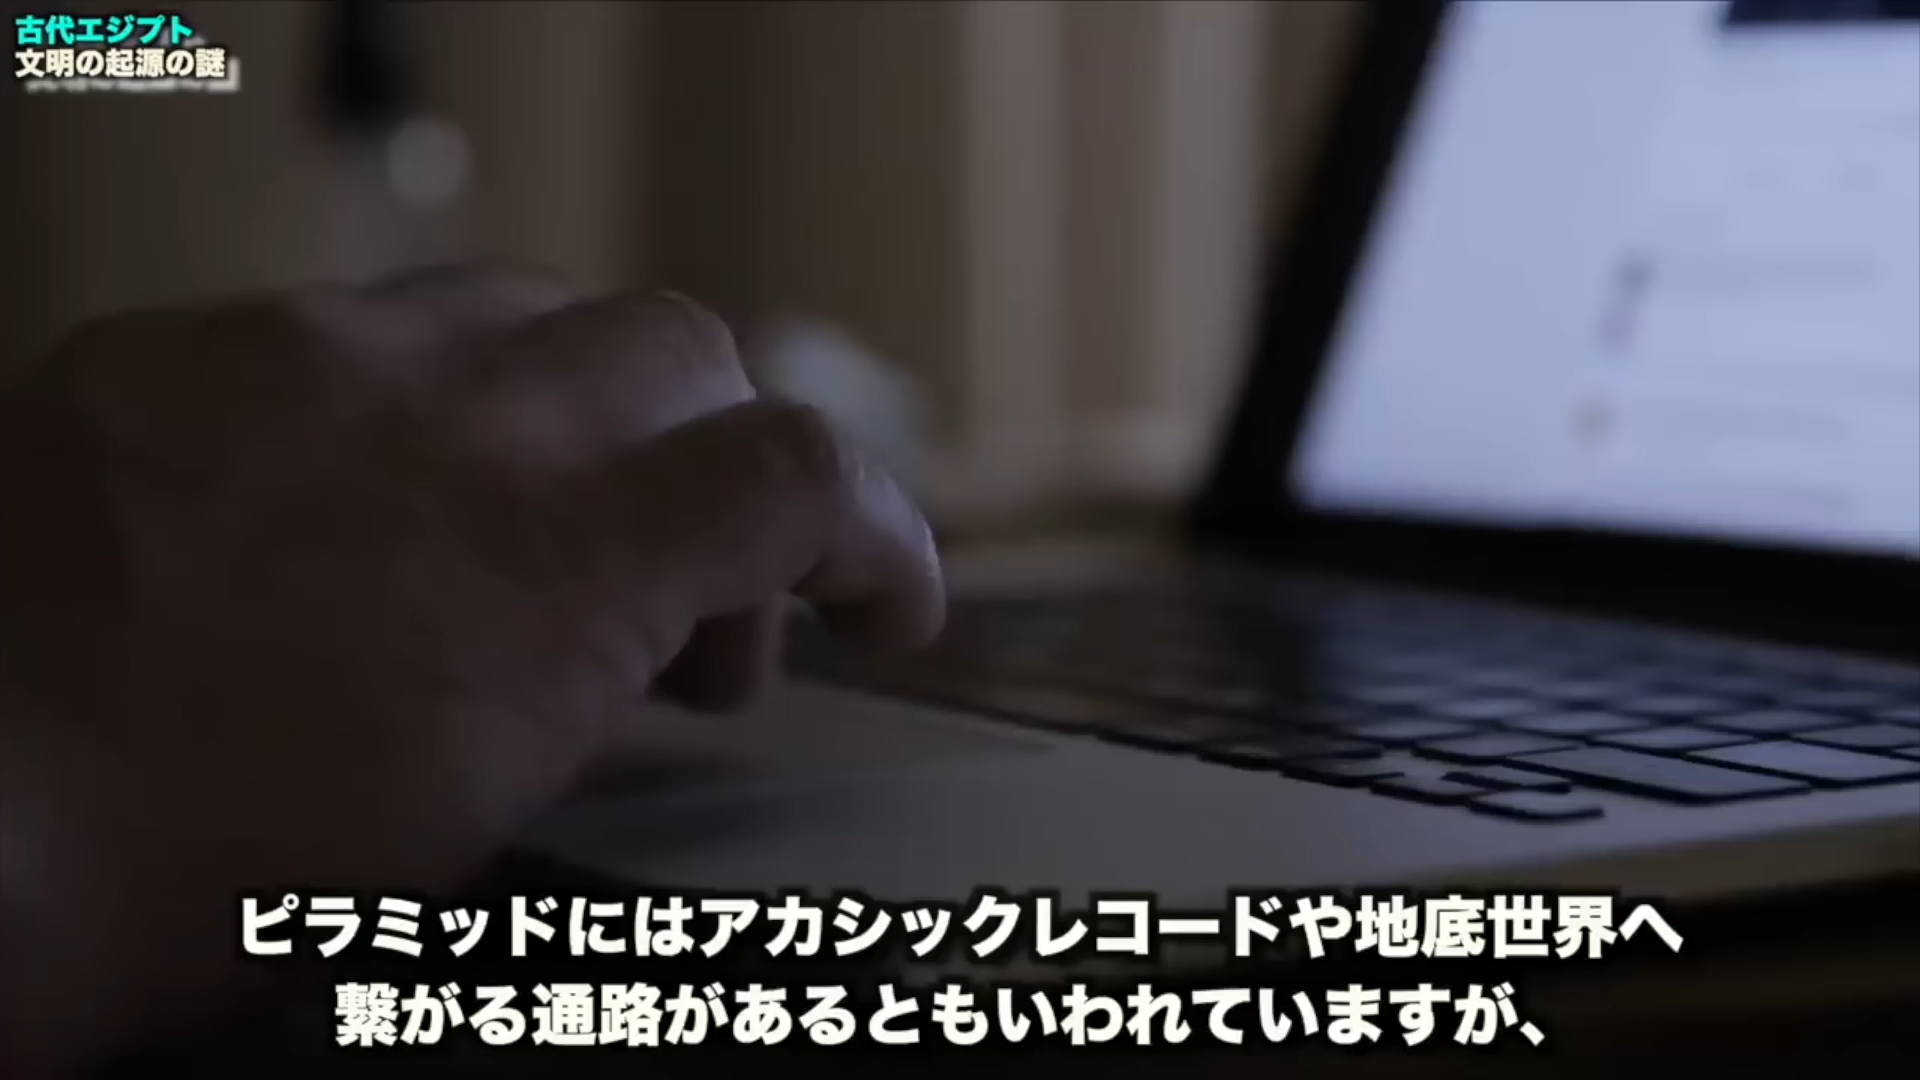 古代エジプト
文明の起源の謎
ピラミッドにはアカシックレコードや地底世界へ
繋がる通路があるともいわれていますが、